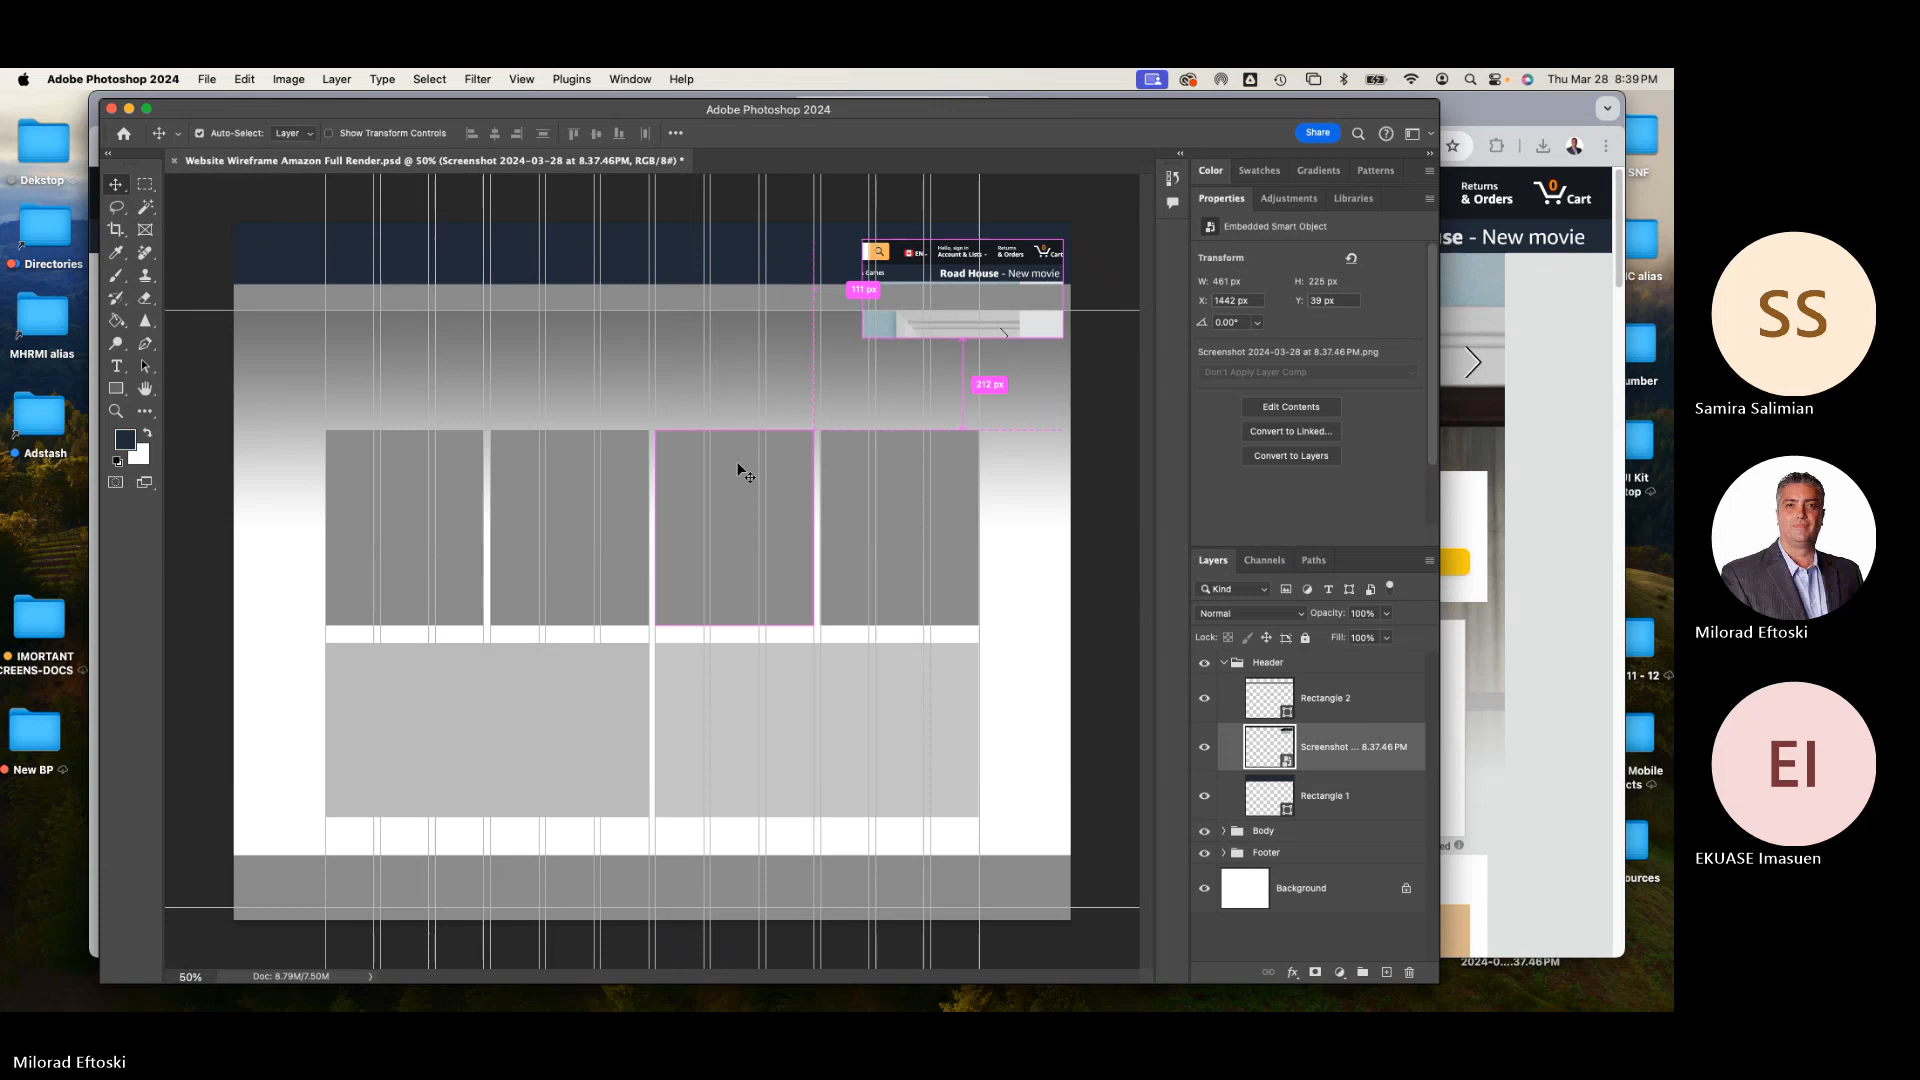 Adobe Photoshop 2024 File Edit Image Layer Type Select Filter View Plugins Window Help Thu Mar 28 8:39 PM
Adobe Photoshop 2024
Auto-Select: Layer Show Transform Controls Share
Website Wireframe Amazon Full Render.psd @ 50% (Screenshot 2024-03-28 at 8.37.46PM, RGB/8#) *
Dekstop
Directories
MHRMI alias
Adstash
IMORTANT
CREENS-DOCS
New BP
EN
Hello, sign in
Account & Lists
Returns
& Orders
0
Cart
Games
Road House - New movie
111 px
212 px
50% Doc: 8.79M/7.50M
Color Swatches Gradients Patterns
Properties Adjustments Libraries
Embedded Smart Object
Transform
W: 461 px H: 225 px
X: 1442 px Y: 39 px
0.00°
Screenshot 2024-03-28 at 8.37.46 PM.png
Don't Apply Layer Comp
Edit Contents
Convert to Linked...
Convert to Layers
Layers Channels Paths
Kind
Normal Opacity: 100%
Lock: Fill: 100%
Header
Rectangle 2
Screenshot ... 8.37.46 PM
Rectangle 1
Body
Footer
Background
fx
Returns
& Orders
0
Cart
se - New movie
ed
2024-0....37.46 PM
SNF
IC alias
umber
JI Kit
top
11 - 12
Mobile
cts
ources
SS
Samira Salimian
Milorad Eftoski
EI
EKUASE Imasuen
Milorad Eftoski